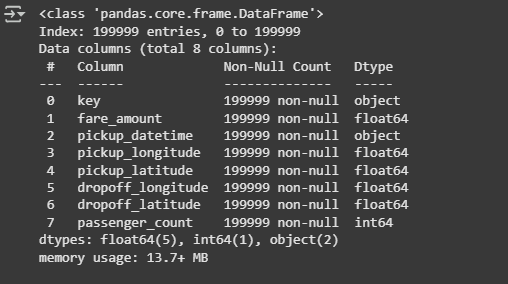 <class 'pandas.core.frame.DataFrame'>
Index: 199999 entries, 0 to 199999
Data columns (total 8 columns):
 #   Column             Non-Null Count   Dtype
---  ------             --------------   -----
 0   key                199999 non-null  object
 1   fare_amount        199999 non-null  float64
 2   pickup_datetime    199999 non-null  object
 3   pickup_longitude   199999 non-null  float64
 4   pickup_latitude    199999 non-null  float64
 5   dropoff_longitude  199999 non-null  float64
 6   dropoff_latitude   199999 non-null  float64
 7   passenger_count    199999 non-null  int64
dtypes: float64(5), int64(1), object(2)
memory usage: 13.7+ MB